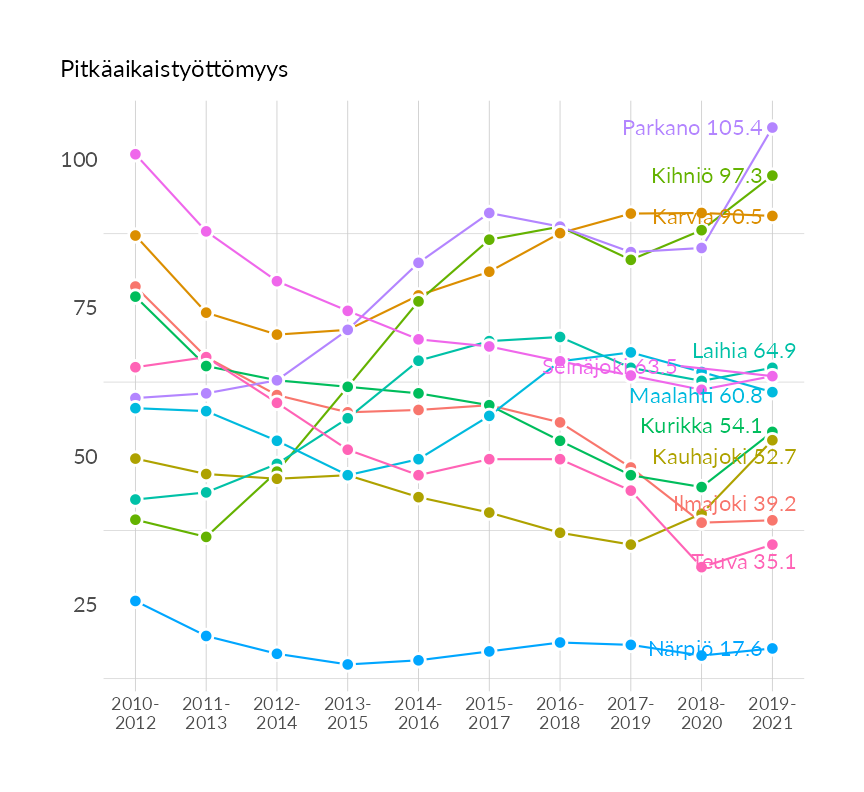 Pitkäaikaistyöttömyys
100
75
50
25
Parkano 105.4
Kihniö 97.3
Karvia 90.5
Laihia 64.9
Seinäjoki 63.5
Maalahti 60.8
Kurikka 54.1
Kauhajoki 52.7
Ilmajoki 39.2
Teuva 35.1
Närpiö 17.6
2010-
2012
2011-
2013
2012-
2014
2013-
2015
2014-
2016
2015-
2017
2016-
2018
2017-
2019
2018-
2020
2019-
2021